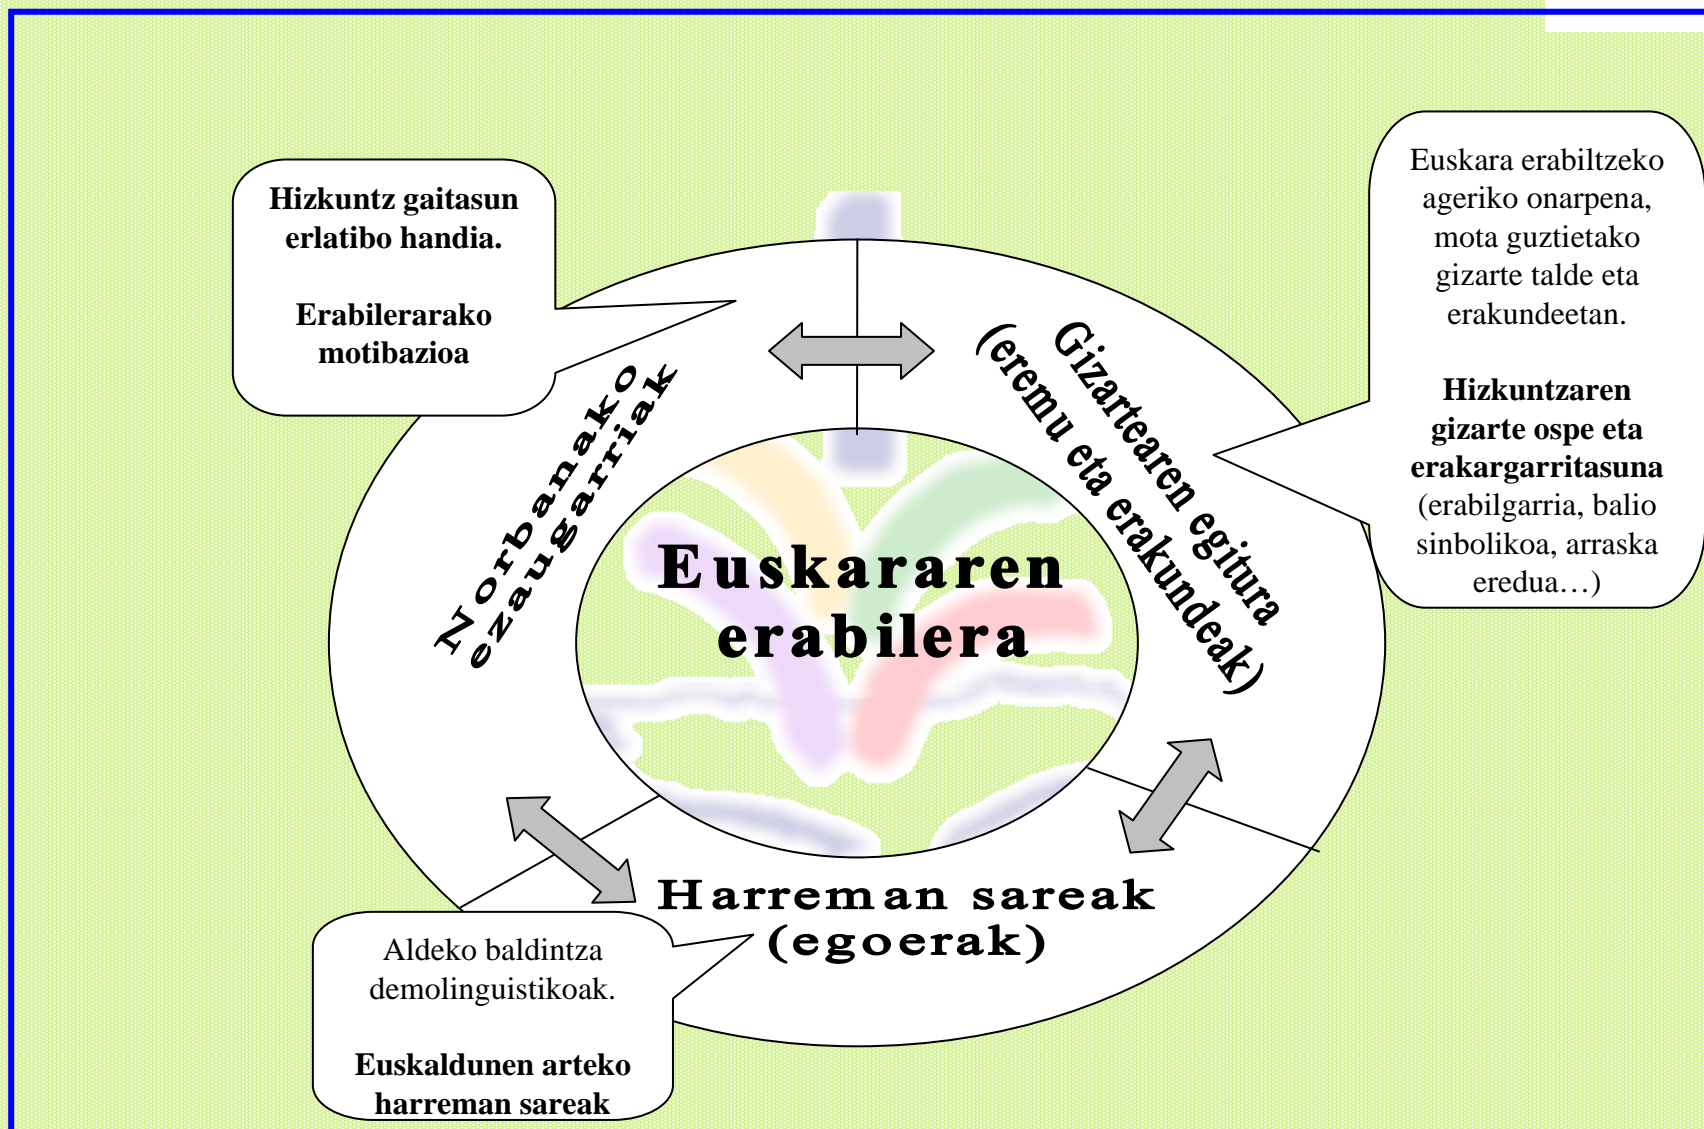 Hizkuntz gaitasun
erlatibo handia.
Erabilerarako
motibazioa
Euskara erabiltzeko
ageriko onarpena,
mota guztietako
gizarte talde eta
erakundeetan.
Hizkuntzaren
gizarte ospe eta
erakargarritasuna
(erabilgarria, balio
sinbolikoa, arraska
eredua…)
Norbanako
ezaugarriak
Gizartearen egitura
(eremu eta erakundeak)
Euskararen
erabilera
Harreman sareak
(egoerak)
Aldeko baldintza
demolinguistikoak.
Euskaldunen arteko
harreman sareak